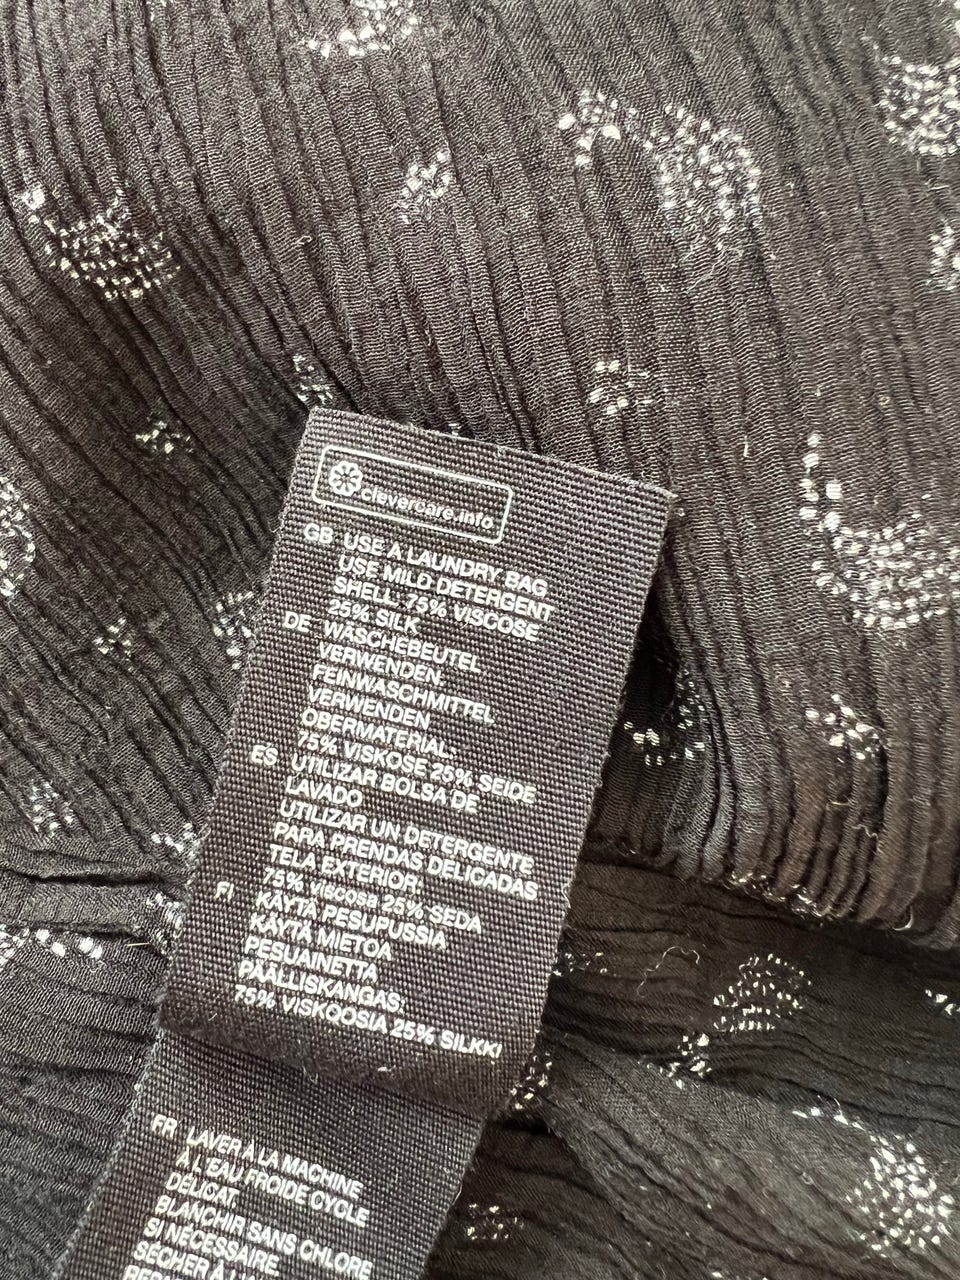 clevercare.info
GB USE A LAUNDRY BAG
USE MILD DETERGENT
SHELL: 75% VISCOSE
25% SILK
DE WÄSCHEBEUTEL
VERWENDEN.
FEINWASCHMITTEL
VERWENDEN
OBERMATERIAL:
75% VISKOSE 25% SEIDE
ES UTILIZAR BOLSA DE
LAVADO
UTILIZAR UN DETERGENTE
PARA PRENDAS DELICADAS
TELA EXTERIOR:
75% viscosa 25% SEDA
FI KÄYTÄ PESUPUSSIA
KÄYTÄ MIETOA
PESUAINETTA
PÄÄLLISKANGAS:
75% VISKOOSIA 25% SILKKI
FR LAVER À LA MACHINE
À L'EAU FROIDE CYCLE
DÉLICAT
BLANCHIR SANS CHLORE
SI NÉCESSAIRE
SÉCHER À